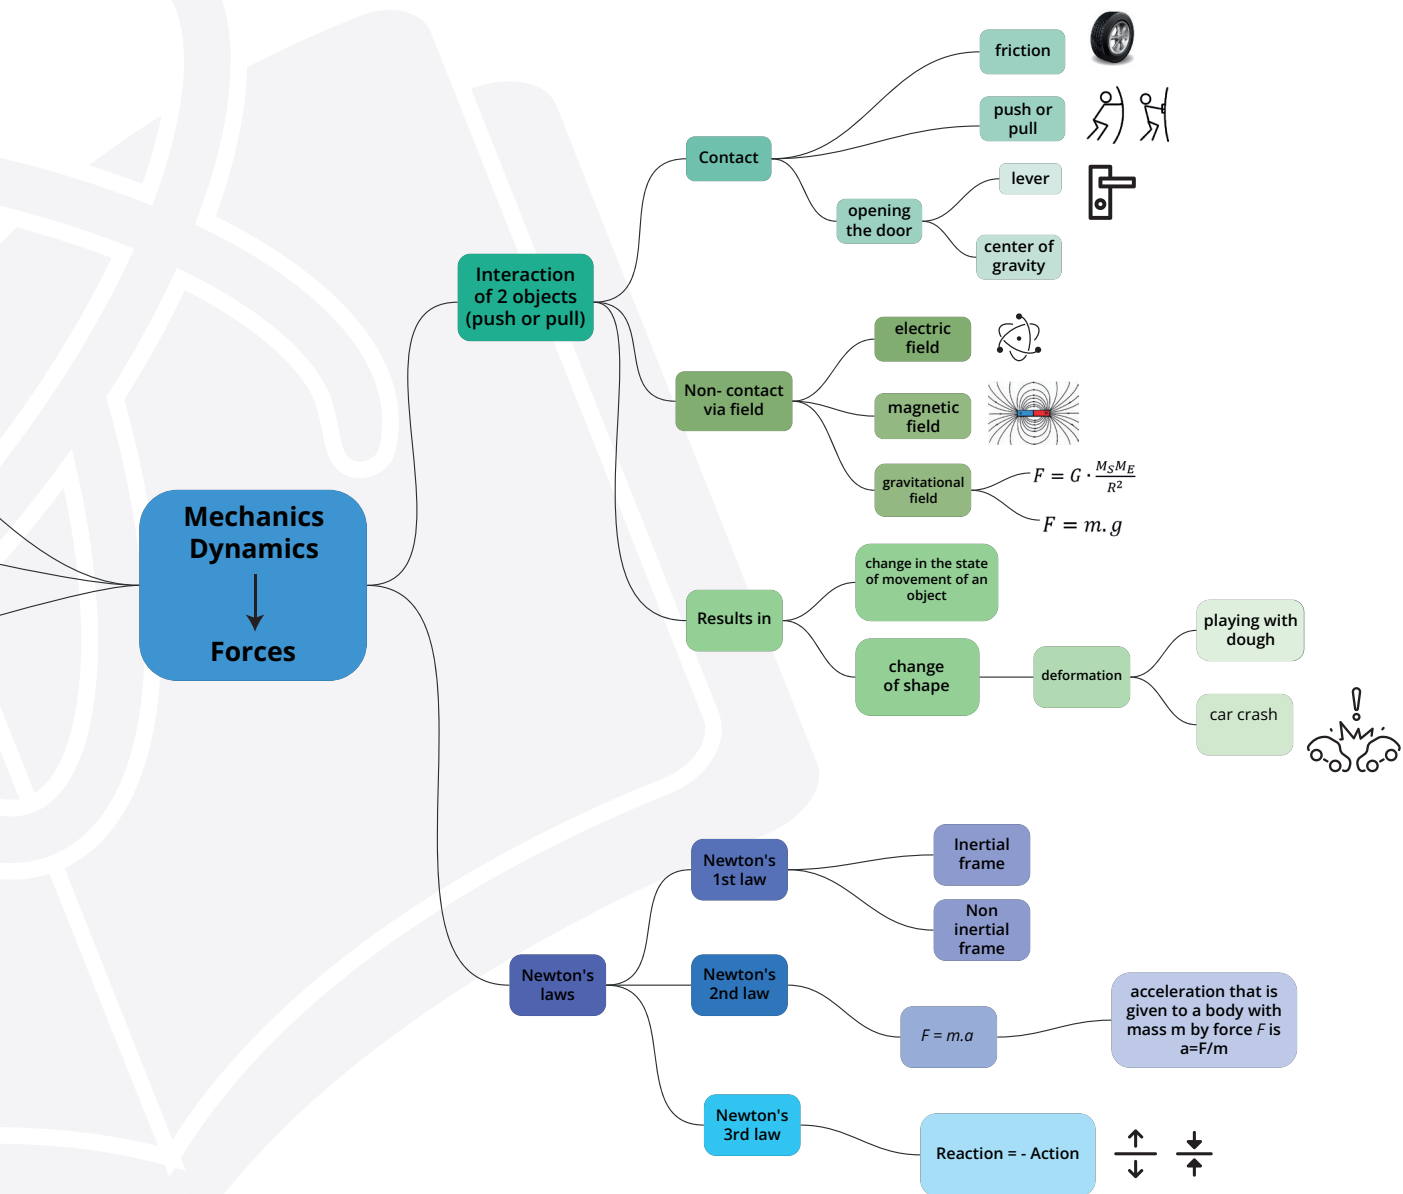 Mechanics
Dynamics
Forces
Interaction
of 2 objects
(push or pull)
Contact
friction
push or
pull
opening
the door
lever
center of
gravity
Non- contact
via field
electric
field
magnetic
field
gravitational
field
F = G · M_S M_E / R²
F = m.g
Results in
change in the state
of movement of an
object
change
of shape
deformation
playing with
dough
car crash
Newton's
laws
Newton's
1st law
Inertial
frame
Non
inertial
frame
Newton's
2nd law
F = m.a
acceleration that is
given to a body with
mass m by force F is
a=F/m
Newton's
3rd law
Reaction = - Action